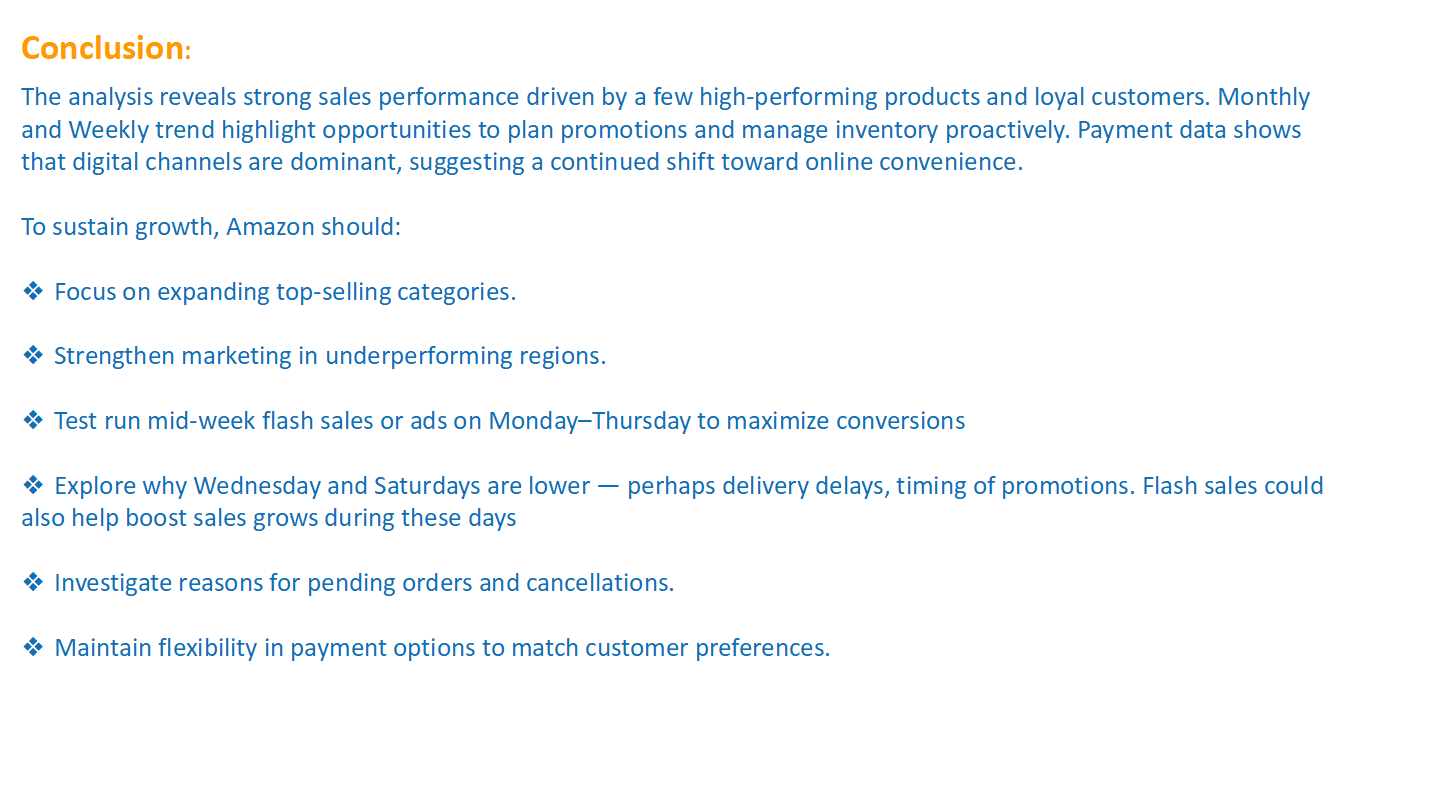 Conclusion:
The analysis reveals strong sales performance driven by a few high-performing products and loyal customers. Monthly
and Weekly trend highlight opportunities to plan promotions and manage inventory proactively. Payment data shows
that digital channels are dominant, suggesting a continued shift toward online convenience.
To sustain growth, Amazon should:
❖ Focus on expanding top-selling categories.
❖ Strengthen marketing in underperforming regions.
❖ Test run mid-week flash sales or ads on Monday–Thursday to maximize conversions
❖ Explore why Wednesday and Saturdays are lower — perhaps delivery delays, timing of promotions. Flash sales could
also help boost sales grows during these days
❖ Investigate reasons for pending orders and cancellations.
❖ Maintain flexibility in payment options to match customer preferences.